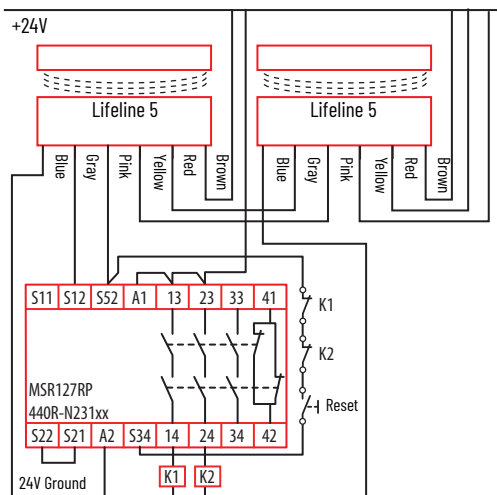 +24V
Lifeline 5
Lifeline 5
Blue
Gray
Pink
Yellow
Red
Brown
Blue
Gray
Pink
Yellow
Red
Brown
S11 S12 S52 A1 13 23 33 41
K1
K2
Reset
MSR127RP
440R-N231xx
S22 S21 A2 S34 14 24 34 42
K1 K2
24V Ground